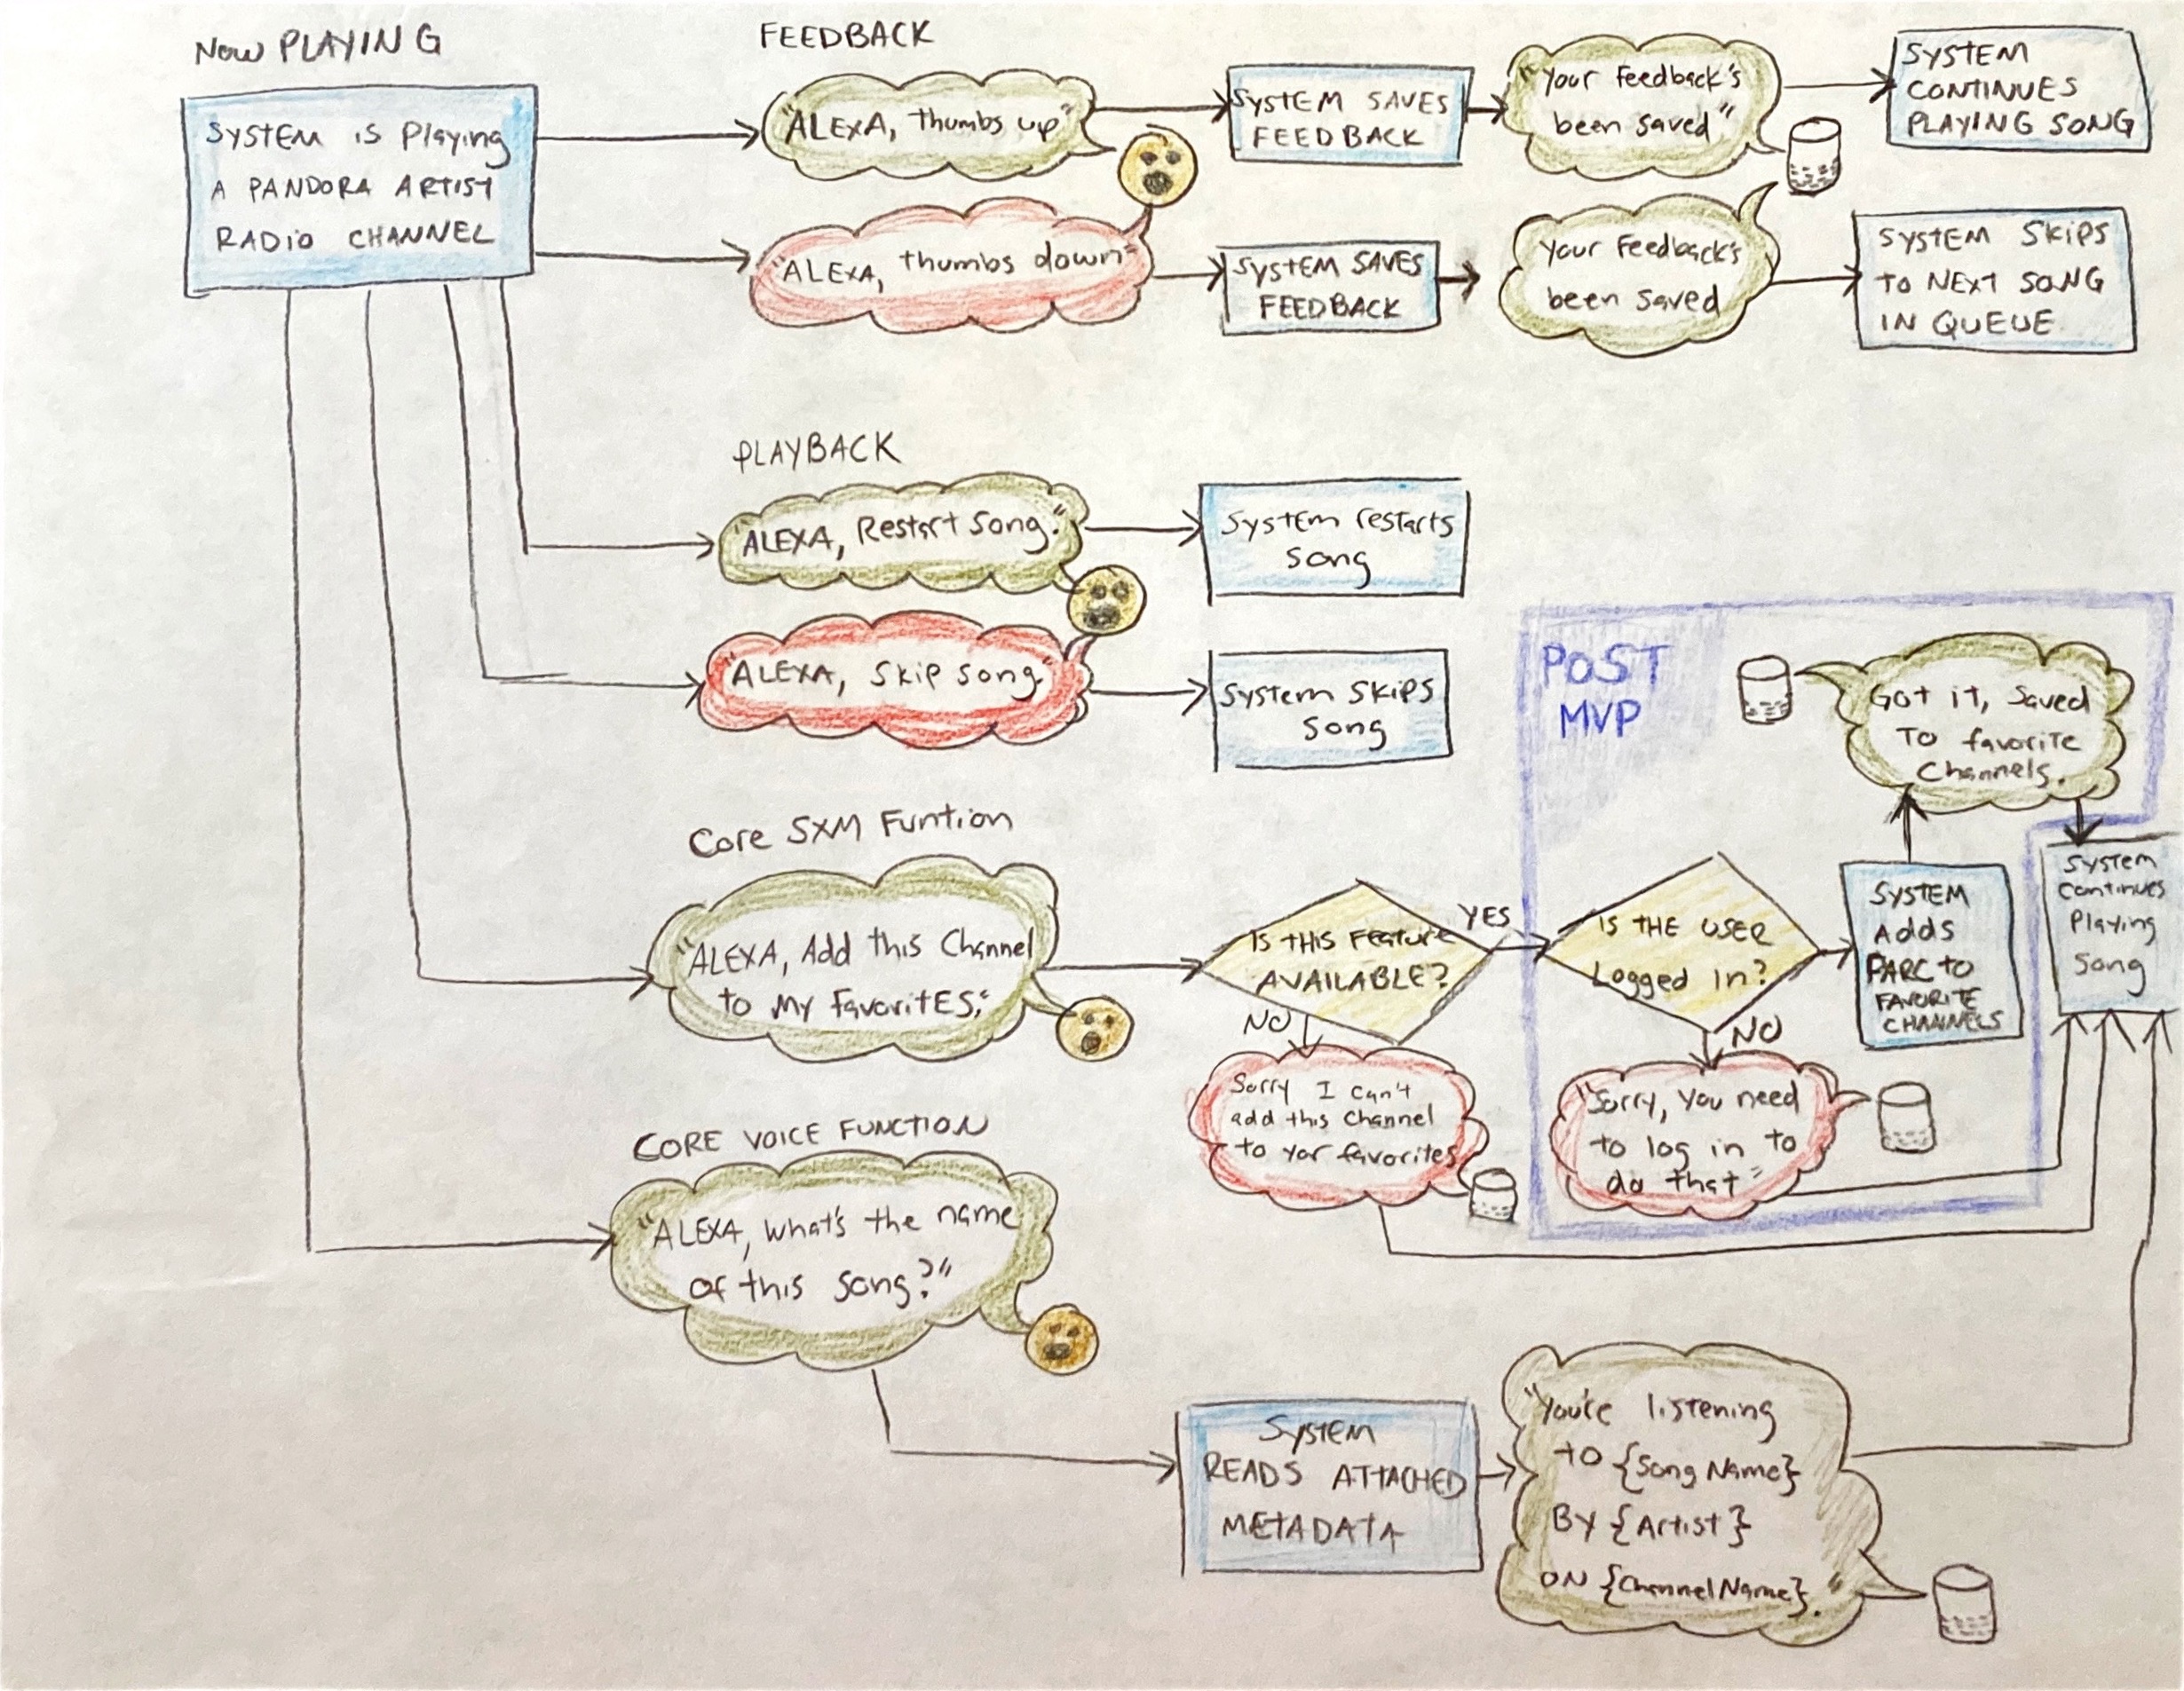 Now PLAYING
SYSTEM is Playing
A PANDORA ARTIST
RADIO CHANNEL
FEEDBACK
"ALEXA, thumbs up"
SYSTEM SAVES
FEEDBACK
"Your Feedback's
been saved"
SYSTEM
CONTINUES
PLAYING SONG
"ALEXA, thumbs down"
SYSTEM SAVES
FEEDBACK
Your Feedback's
been saved
SYSTEM SKIPS
TO NEXT SONG
IN QUEUE
PLAYBACK
"ALEXA, Restart Song."
System restarts
Song
"ALEXA, Skip song"
System Skips
Song
Core SXM Funtion
"ALEXA, Add this Channel
to My FavoritES."
IS THIS FEATURE
AVAILABLE?
YES
NO
Sorry I can't
add this Channel
to yor favorites
POST
MVP
IS THE USER
Logged In?
NO
"Sorry, you need
to log in to
do that"
SYSTEM
Adds
PARC to
FAVORITE
CHANNELS
Got it, Saved
To favorite
Channels.
System
Continues
Playing
Song
CORE VOICE FUNCTION
"ALEXA, what's the name
of this song?"
System
READS ATTACHED
METADATA
"You're listening
to {SongName}
By {Artist}
ON {ChannelName}."